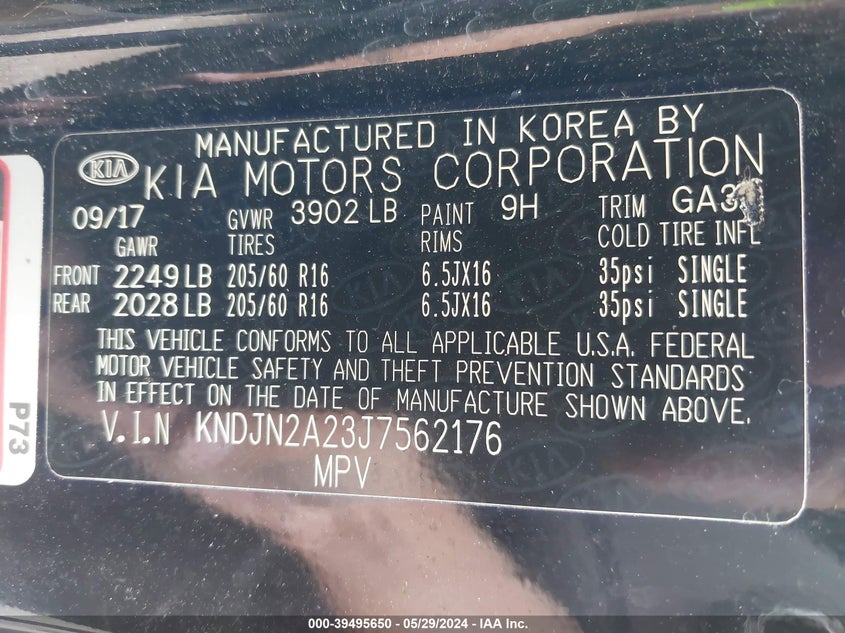 MANUFACTURED IN KOREA BY
KIA KIA MOTORS CORPORATION
09/17 GVWR 3902 LB PAINT 9H TRIM
GAWR TIRES RIMS COLD TIRE INFL
FRONT 2249 LB 205/60 R16 6.5JX16 35psi SINGLE
REAR 2028 LB 205/60 R16 6.5JX16 35psi SINGLE
THIS VEHICLE CONFORMS TO ALL APPLICABLE U.S.A. FEDERAL
MOTOR VEHICLE SAFETY AND THEFT PREVENTION STANDARDS
IN EFFECT ON THE DATE OF MANUFACTURE SHOWN ABOVE.
V.I.N KNDJN2A23J7562176
MPV
P73
000-39495650 / 05/29/2024 - IAA Inc.